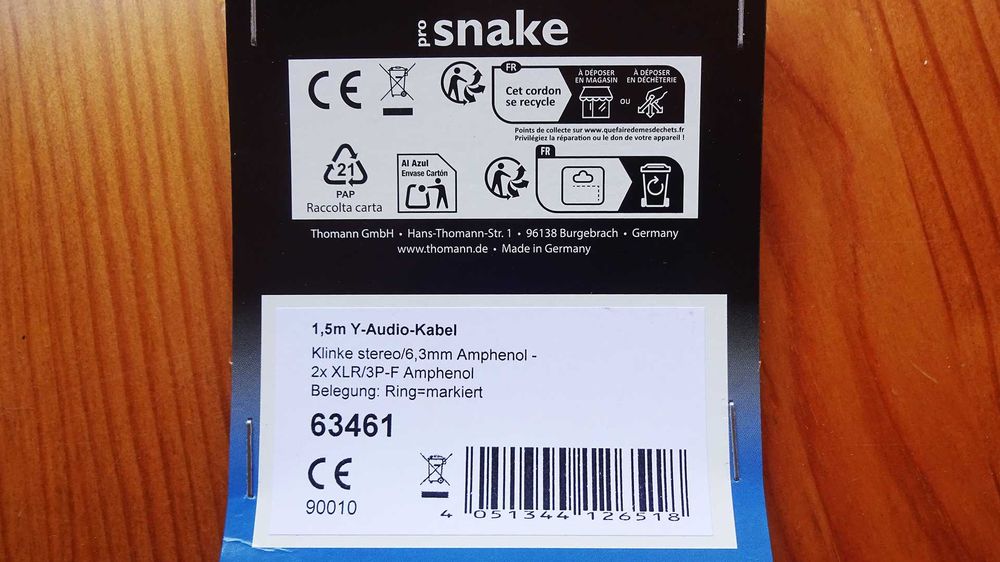 pro snake
CE
FR
Cet cordon
se recycle
À DÉPOSER
EN MAGASIN
OU
À DÉPOSER
EN DÉCHÈTERIE
Points de collecte sur www.quefairedemesdechets.fr
Privilégiez la réparation ou le don de votre appareil !
21
PAP
Raccolta carta
Al Azul
Envase Cartón
FR
Thomann GmbH • Hans-Thomann-Str. 1 • 96138 Burgebrach • Germany
www.thomann.de • Made in Germany
1,5m Y-Audio-Kabel
Klinke stereo/6,3mm Amphenol -
2x XLR/3P-F Amphenol
Belegung: Ring=markiert
63461
CE
90010
4 051344 126518